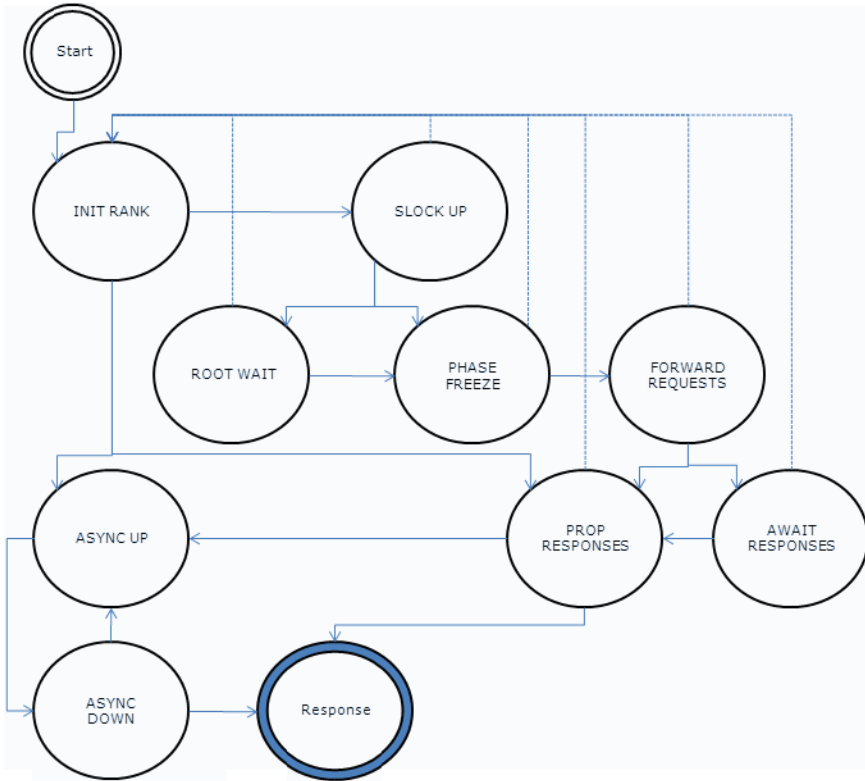 Start
INIT RANK
SLOCK UP
ROOT WAIT
PHASE
FREEZE
FORWARD
REQUESTS
ASYNC UP
PROP
RESPONSES
AWAIT
RESPONSES
ASYNC
DOWN
Response